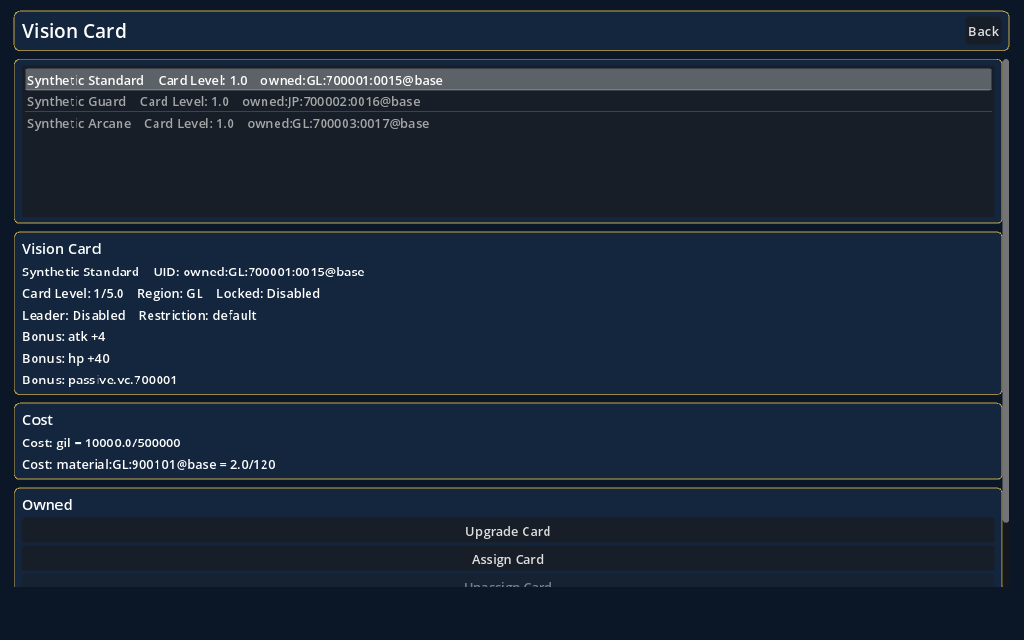 Vision Card
Back
Synthetic Standard Card Level: 1.0 owned:GL:700001:0015@base
Synthetic Guard Card Level: 1.0 owned:JP:700002:0016@base
Synthetic Arcane Card Level: 1.0 owned:GL:700003:0017@base
Vision Card
Synthetic Standard UID: owned:GL:700001:0015@base
Card Level: 1/5.0 Region: GL Locked: Disabled
Leader: Disabled Restriction: default
Bonus: atk +4
Bonus: hp +40
Bonus: passive.vc.700001
Cost
Cost: gil = 10000.0/500000
Cost: material:GL:900101@base = 2.0/120
Owned
Upgrade Card
Assign Card
Unassign Card